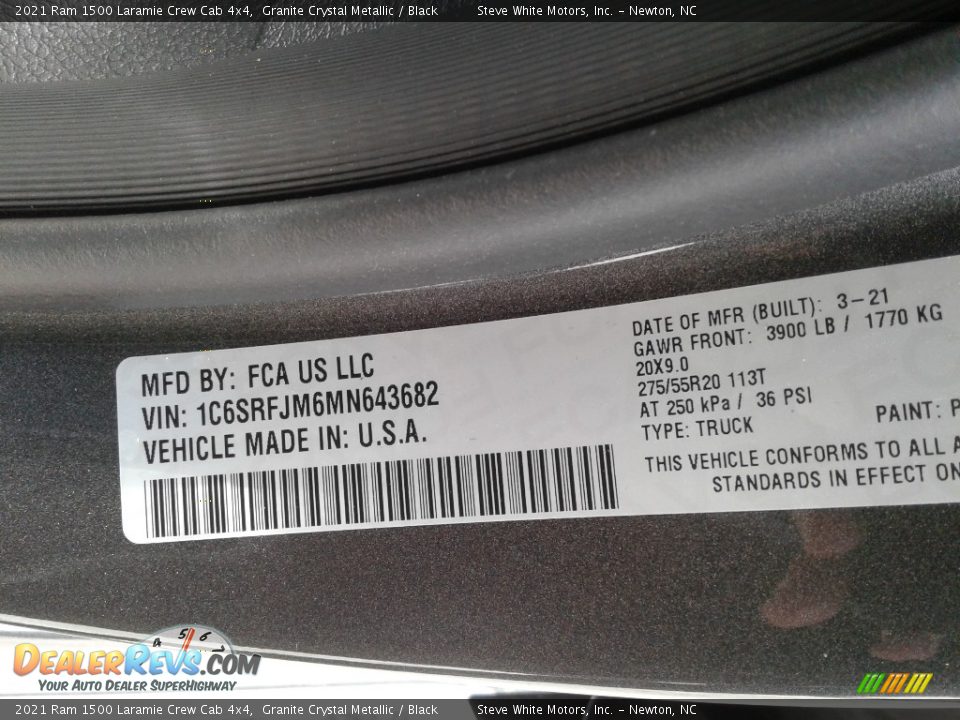 2021 Ram 1500 Laramie Crew Cab 4x4,  Granite Crystal Metallic / Black    Steve White Motors, Inc. – Newton, NC
MFD BY: FCA US LLC
VIN: 1C6SRFJM6MN643682
VEHICLE MADE IN: U.S.A.
DATE OF MFR (BUILT): 3–21
GAWR FRONT: 3900 LB / 1770 KG
20X9.0
275/55R20 113T
AT 250 kPa / 36 PSI
TYPE: TRUCK
PAINT: P
THIS VEHICLE CONFORMS TO ALL A
STANDARDS IN EFFECT ON
4 5 6 7
DEALERREVS.COM
YOUR AUTO DEALER SUPERHIGHWAY
2021 Ram 1500 Laramie Crew Cab 4x4,  Granite Crystal Metallic / Black    Steve White Motors, Inc. – Newton, NC